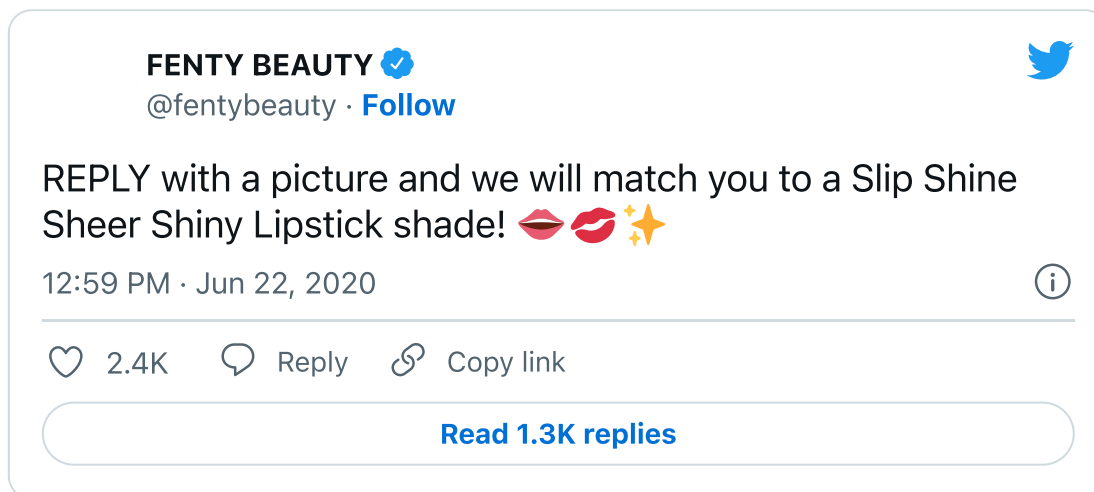 FENTY BEAUTY
@fentybeauty · Follow
REPLY with a picture and we will match you to a Slip Shine
Sheer Shiny Lipstick shade! 👄💋✨
12:59 PM · Jun 22, 2020
2.4K Reply Copy link
Read 1.3K replies